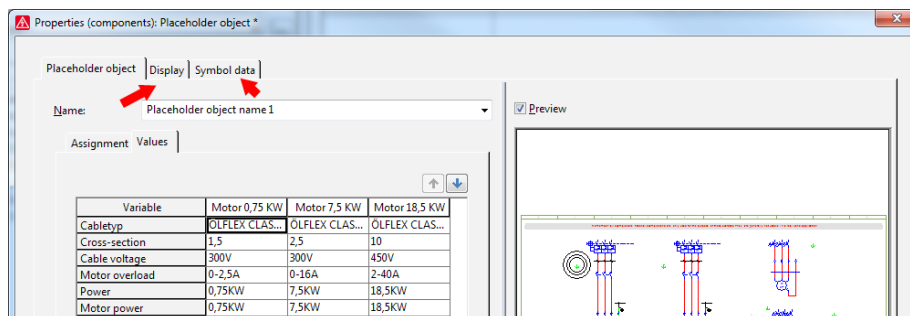 Properties (components): Placeholder object *
Placeholder object Display Symbol data
Name: Placeholder object name 1
Preview
Assignment Values
Variable Motor 0,75 KW Motor 7,5 KW Motor 18,5 KW
Cabletyp ÖLFLEX CLAS... ÖLFLEX CLAS... ÖLFLEX CLAS...
Cross-section 1,5 2,5 10
Cable voltage 300V 300V 450V
Motor overload 0-2,5A 0-16A 2-40A
Power 0,75KW 7,5KW 18,5KW
Motor power 0,75KW 7,5KW 18,5KW